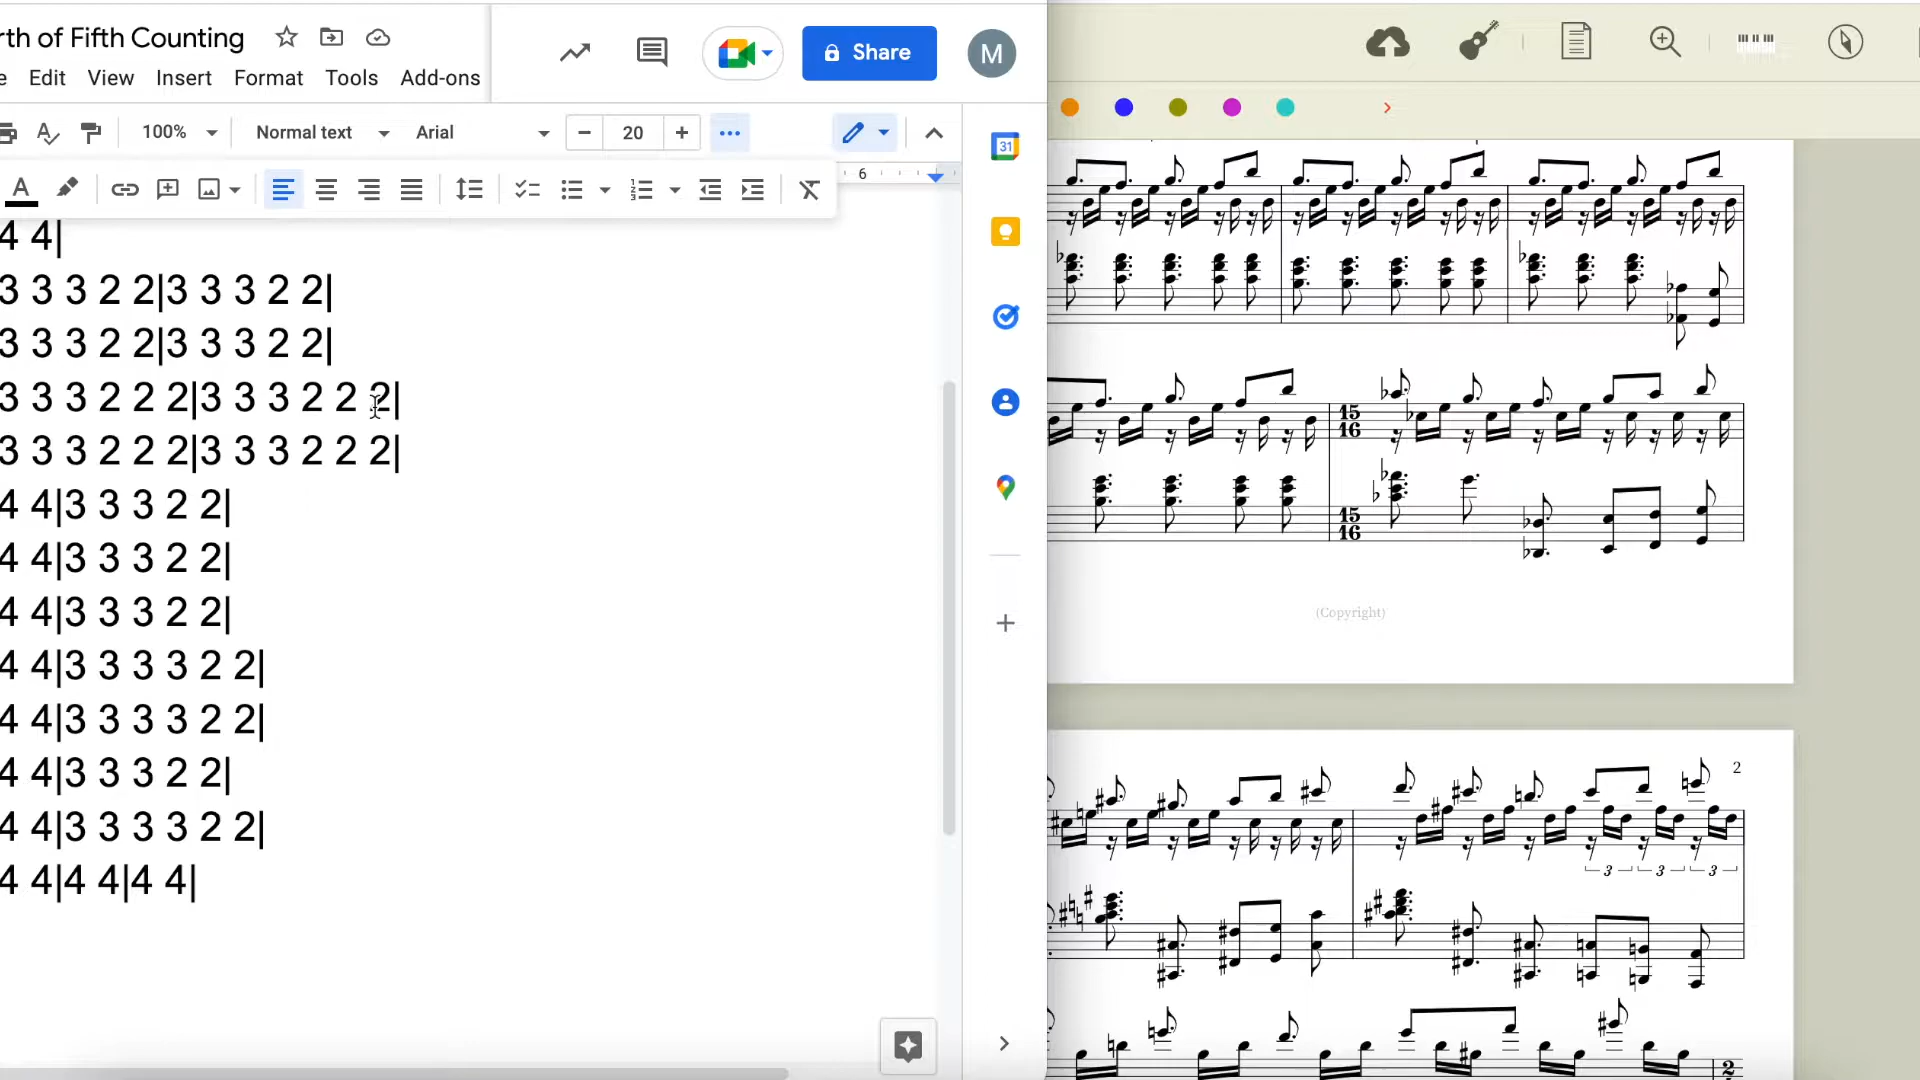 rth of Fifth Counting
Share
M
e Edit View Insert Format Tools Add-ons
100% Normal text Arial 20
31
6
4 4|
3 3 3 2 2|3 3 3 2 2|
3 3 3 2 2|3 3 3 2 2|
3 3 3 2 2 2|3 3 3 2 2 2|
3 3 3 2 2 2|3 3 3 2 2 2|
4 4|3 3 3 2 2|
4 4|3 3 3 2 2|
4 4|3 3 3 2 2|
4 4|3 3 3 3 2 2|
4 4|3 3 3 3 2 2|
4 4|3 3 3 2 2|
4 4|3 3 3 3 2 2|
4 4|4 4|4 4|
15
16
15
16
(Copyright)
2
3 3 3
2